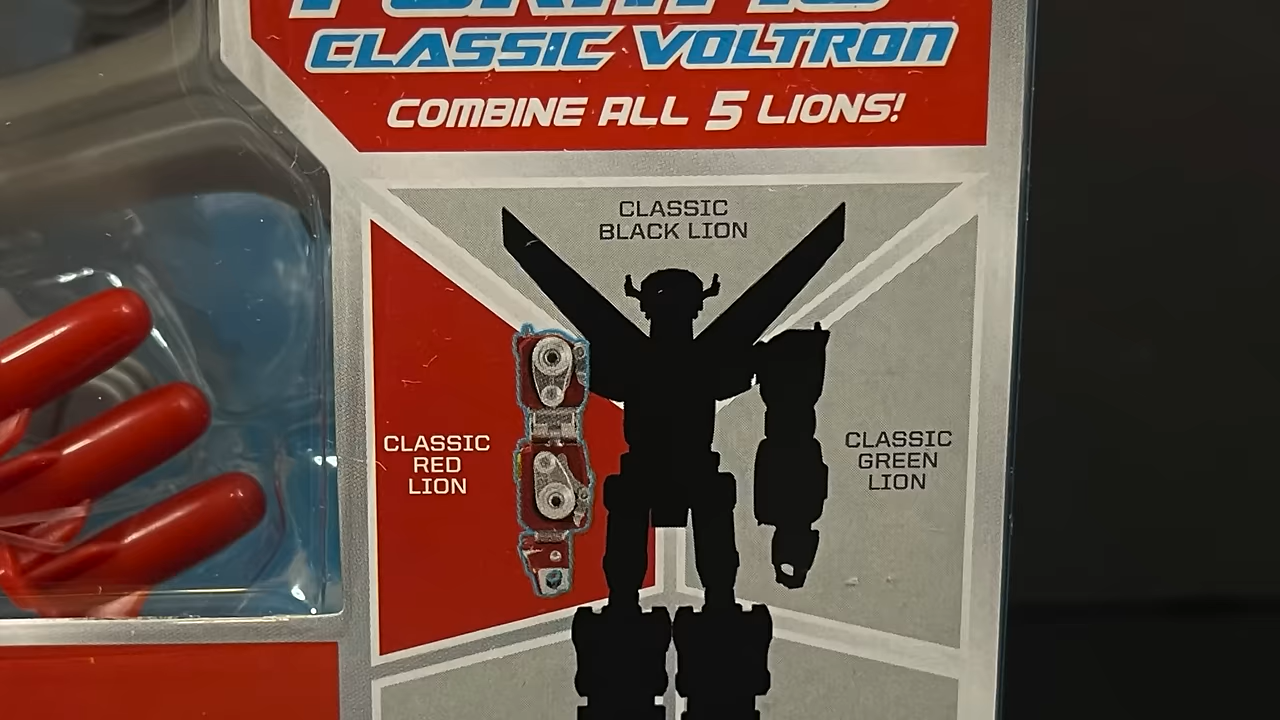 CLASSIC VOLTRON
COMBINE ALL 5 LIONS!
CLASSIC
BLACK LION
CLASSIC
RED
LION
CLASSIC
GREEN
LION